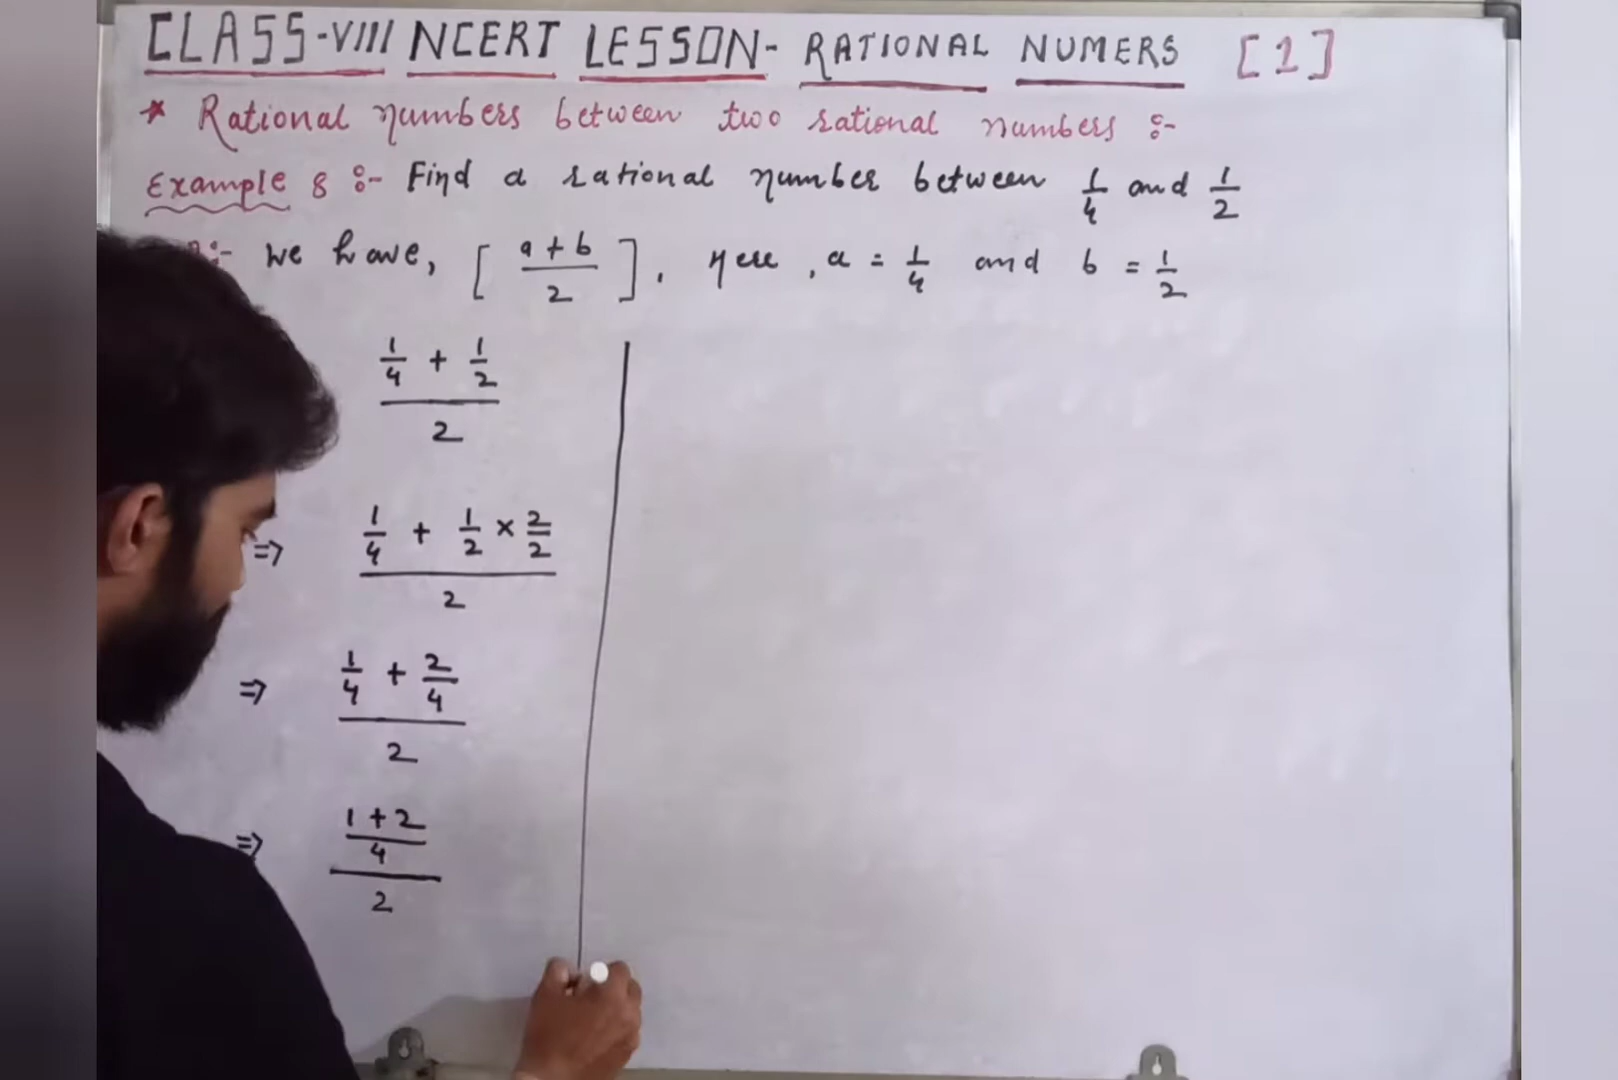 CLASS-VIII NCERT LESSON- RATIONAL NUMERS [1]
* Rational numbers between two rational numbers :-
Example 8 :- Find a rational number between 1/4 and 1/2
:- We have, [ a+b / 2 ]. Here, a = 1/4 and b = 1/2
1/4 + 1/2
2
⇒ 1/4 + 1/2 × 2/2
2
⇒ 1/4 + 2/4
2
⇒ 1+2
4
2